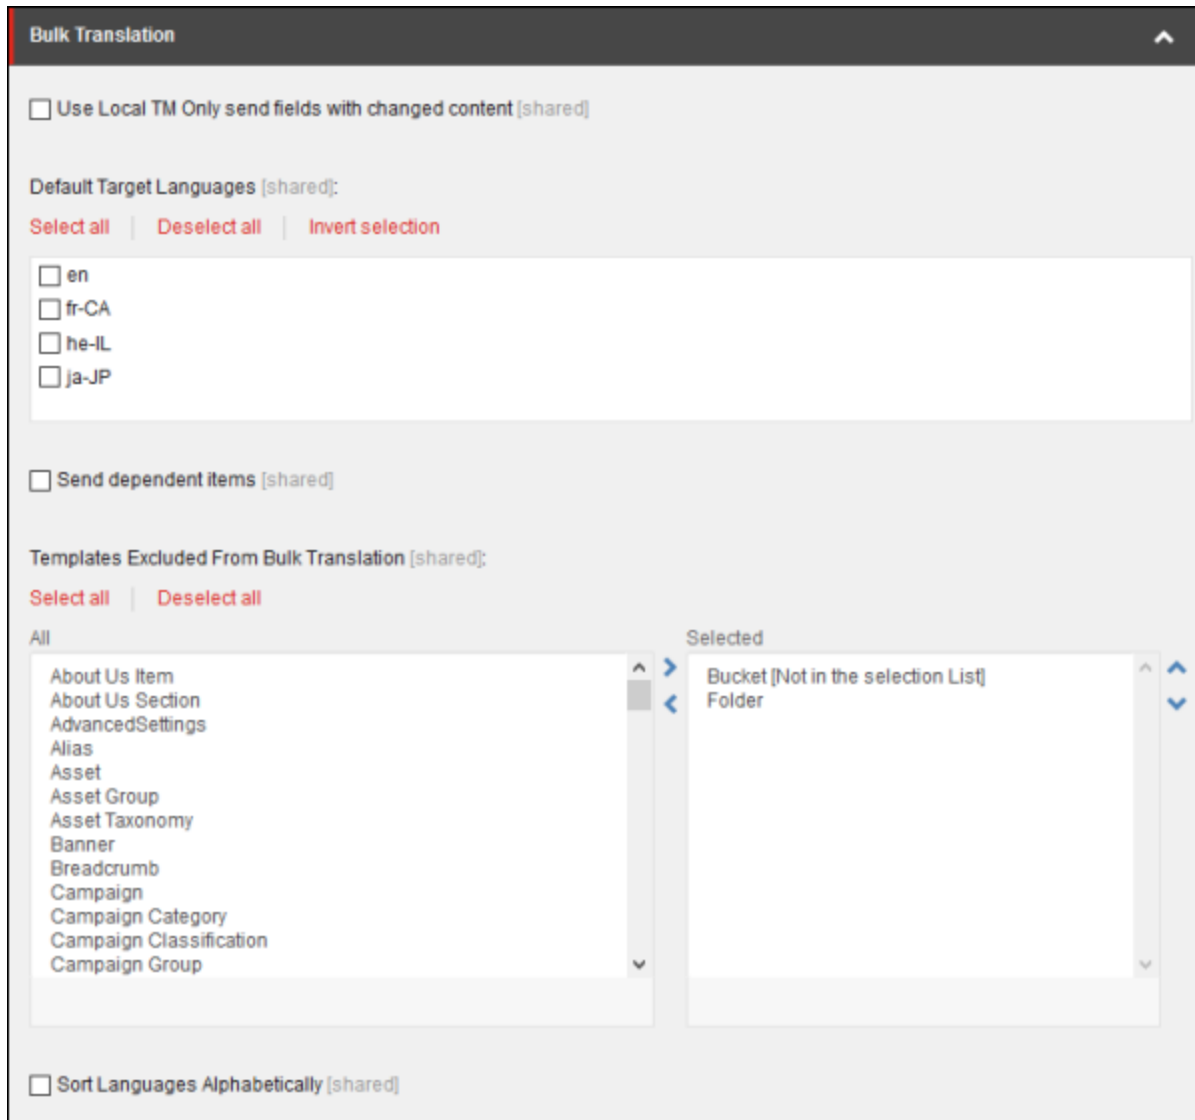 Bulk Translation
Use Local TM Only send fields with changed content [shared]
Default Target Languages [shared]:
Select all | Deselect all | Invert selection
en
fr-CA
he-IL
ja-JP
Send dependent items [shared]
Templates Excluded From Bulk Translation [shared]:
Select all | Deselect all
All
About Us Item
About Us Section
AdvancedSettings
Alias
Asset
Asset Group
Asset Taxonomy
Banner
Breadcrumb
Campaign
Campaign Category
Campaign Classification
Campaign Group
Selected
Bucket [Not in the selection List]
Folder
Sort Languages Alphabetically [shared]